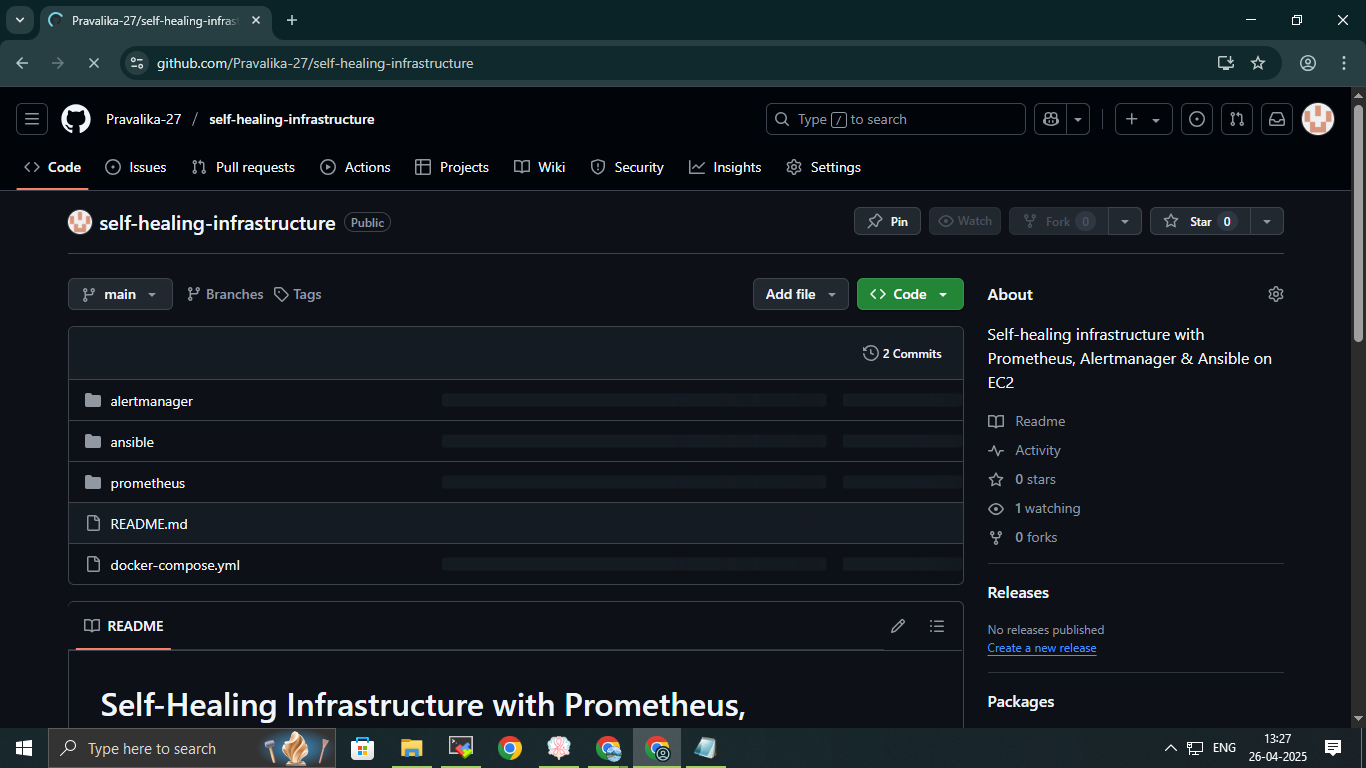 Pravalika-27/self-healing-infrast
github.com/Pravalika-27/self-healing-infrastructure
Pravalika-27 / self-healing-infrastructure
Type / to search
Code Issues Pull requests Actions Projects Wiki Security Insights Settings
self-healing-infrastructure Public
Pin Watch Fork 0 Star 0
main Branches Tags Add file Code
2 Commits
alertmanager
ansible
prometheus
README.md
docker-compose.yml
README
Self-Healing Infrastructure with Prometheus,
About
Self-healing infrastructure with
Prometheus, Alertmanager & Ansible on
EC2
Readme
Activity
0 stars
1 watching
0 forks
Releases
No releases published
Create a new release
Packages
Type here to search
ENG
13:27
26-04-2025